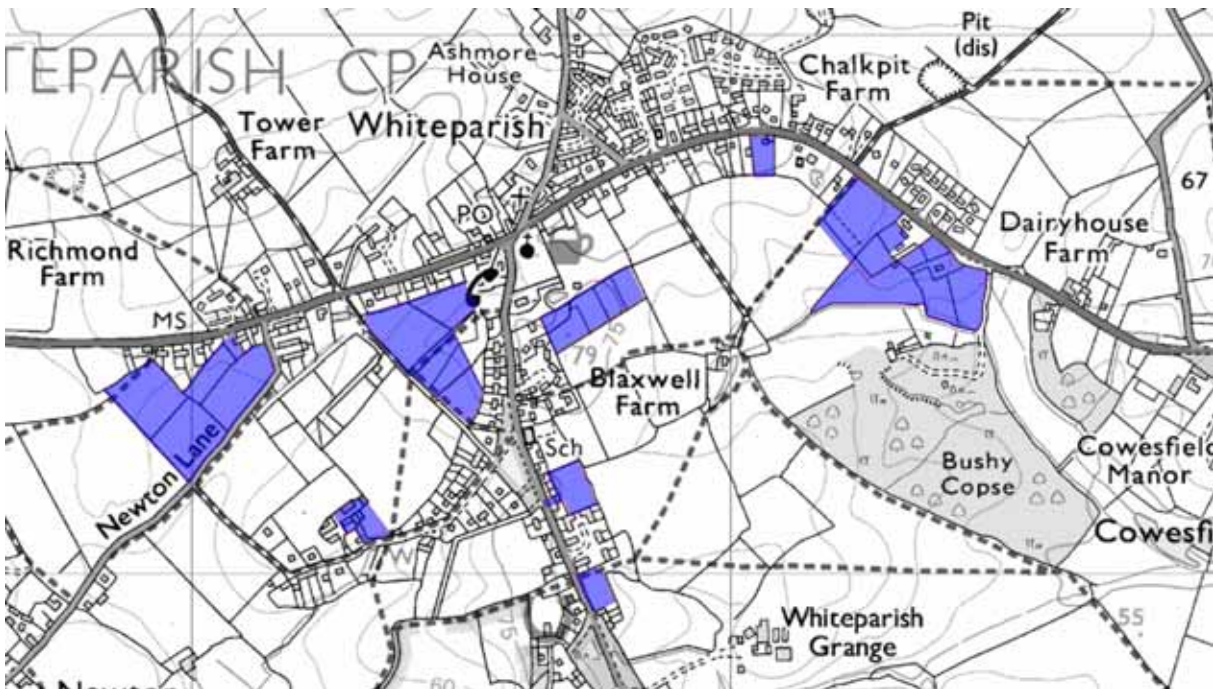 TEPARISH CP
Ashmore
House
Pit
(dis)
Chalkpit
Farm
Tower
Farm
Whiteparish
67
PO
Dairyhouse
Farm
Richmond
Farm
MS
79
75
Blaxwell
Farm
Sch
Bushy
Copse
Cowesfield
Manor
Newton Lane
Cowesfi
W
Whiteparish
Grange
55
75
60
Newton